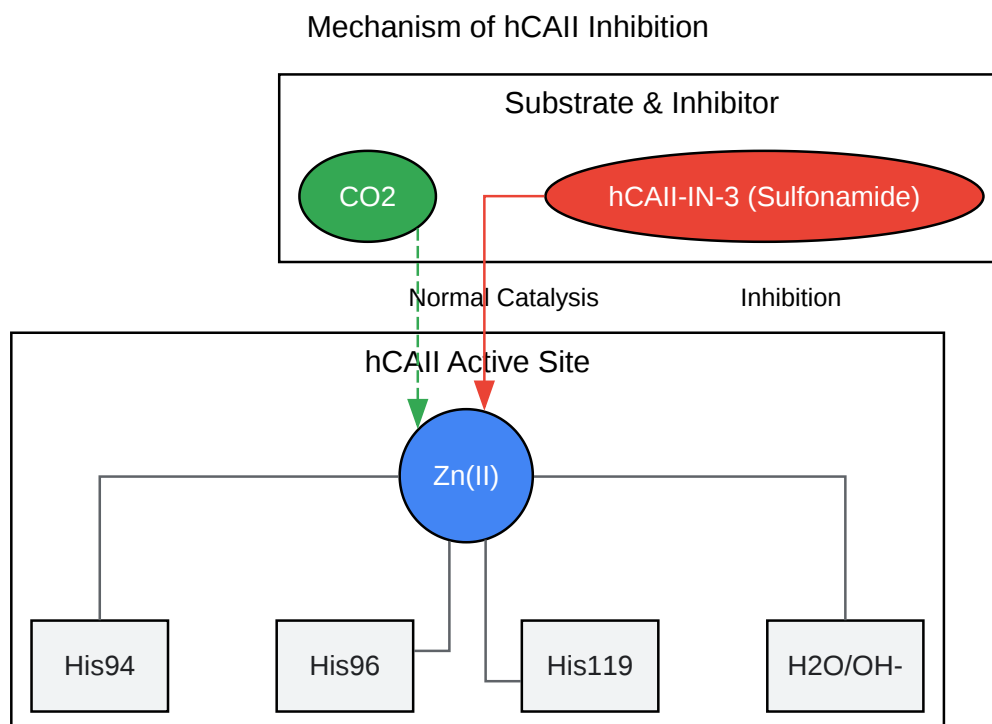 Mechanism of hCAII Inhibition
Substrate & Inhibitor
CO2
hCAII-IN-3 (Sulfonamide)
Normal Catalysis
Inhibition
hCAII Active Site
Zn(II)
His94
His96
His119
H2O/OH-